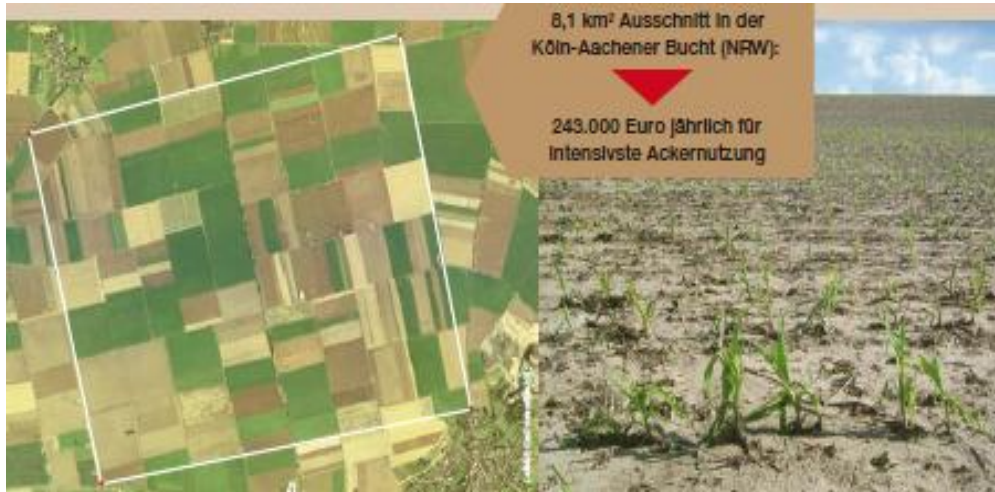 8,1 km² Ausschnitt in der
Köln-Aachener Bucht (NRW):
243.000 Euro jährlich für
intensivste Ackernutzung